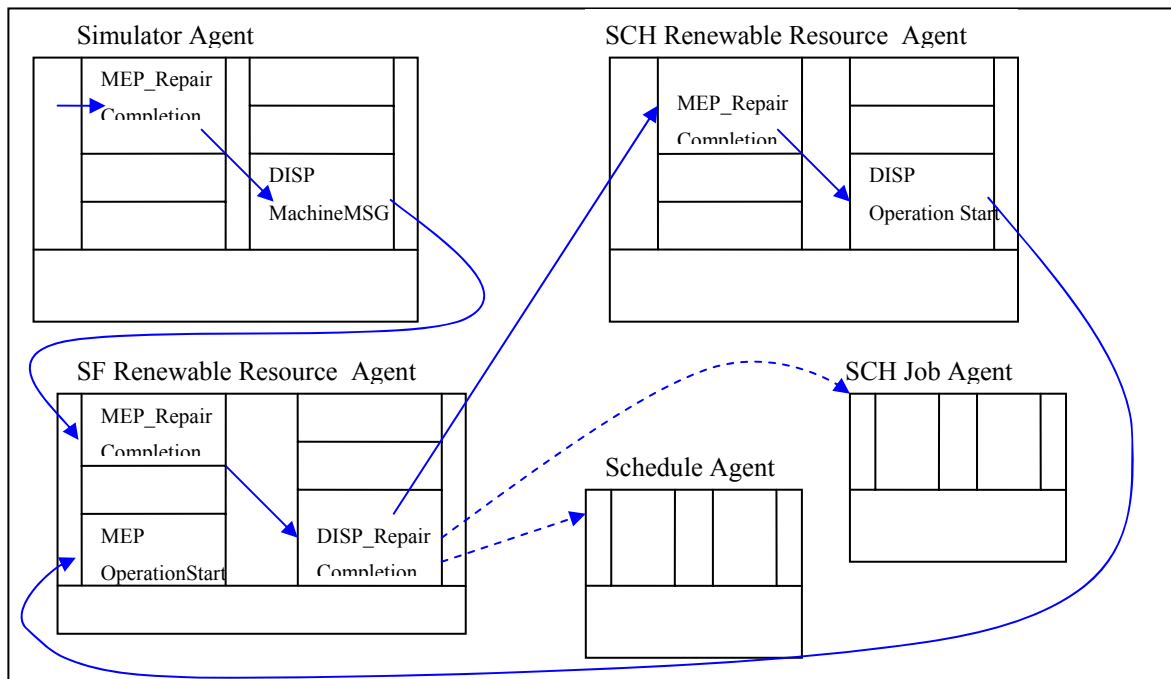 Simulator Agent
MEP_Repair
Completion
DISP
MachineMSG
SCH Renewable Resource Agent
MEP_Repair
Completion
DISP
Operation Start
SF Renewable Resource Agent
MEP_Repair
Completion
MEP
OperationStart
DISP_Repair
Completion
Schedule Agent
SCH Job Agent